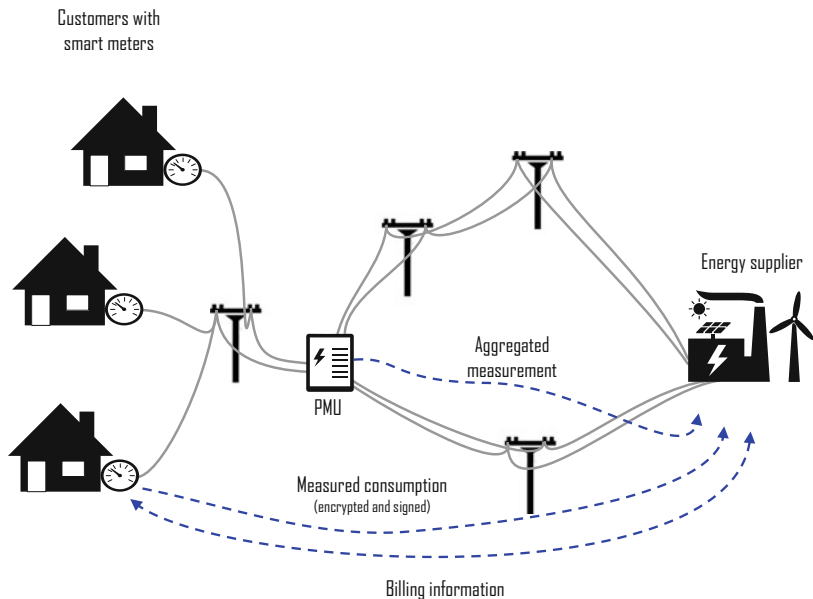 Customers with
smart meters
Energy supplier
Aggregated
measurement
PMU
Measured consumption
(encrypted and signed)
Billing information